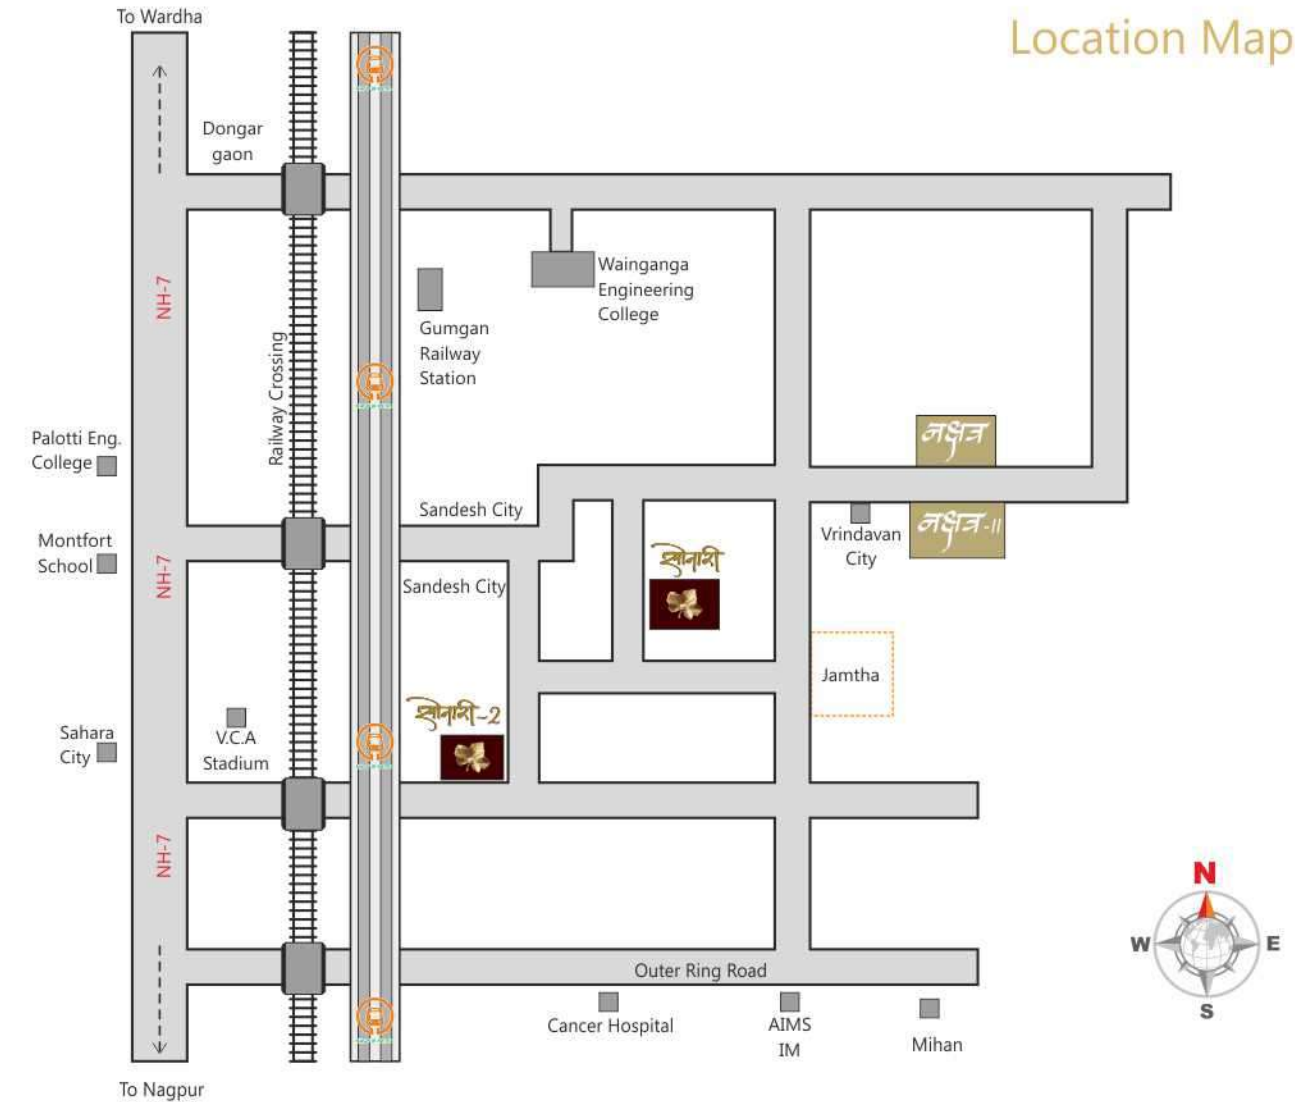 To Wardha
Location Map
Dongar
gaon
NH-7
Railway Crossing
Gumgan
Railway
Station
Wainganga
Engineering
College
नक्षत्र
Palotti Eng.
College
Sandesh City
नक्षत्र-II
Vrindavan
City
Montfort
School
NH-7
Sandesh City
सोनारी
Jamtha
सोनारी-2
Sahara
City
V.C.A
Stadium
NH-7
N
W
E
S
Outer Ring Road
Cancer Hospital
AIMS
IM
Mihan
To Nagpur